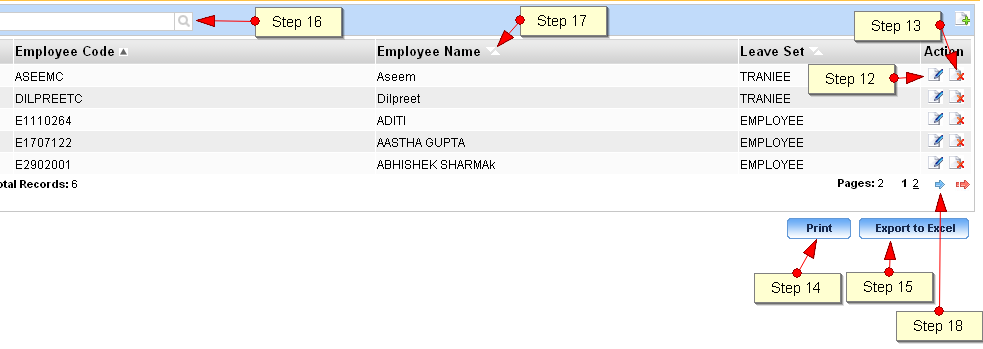 Step 16
Step 17
Step 13
Employee Code
Employee Name
Leave Set
Action
ASEEMC Aseem TRANIEE
Step 12
DILPREETC Dilpreet TRANIEE
E1110264 ADITI EMPLOYEE
E1707122 AASTHA GUPTA EMPLOYEE
E2902001 ABHISHEK SHARMAk EMPLOYEE
otal Records: 6 Pages: 2 1 2
Print Export to Excel
Step 14 Step 15
Step 18